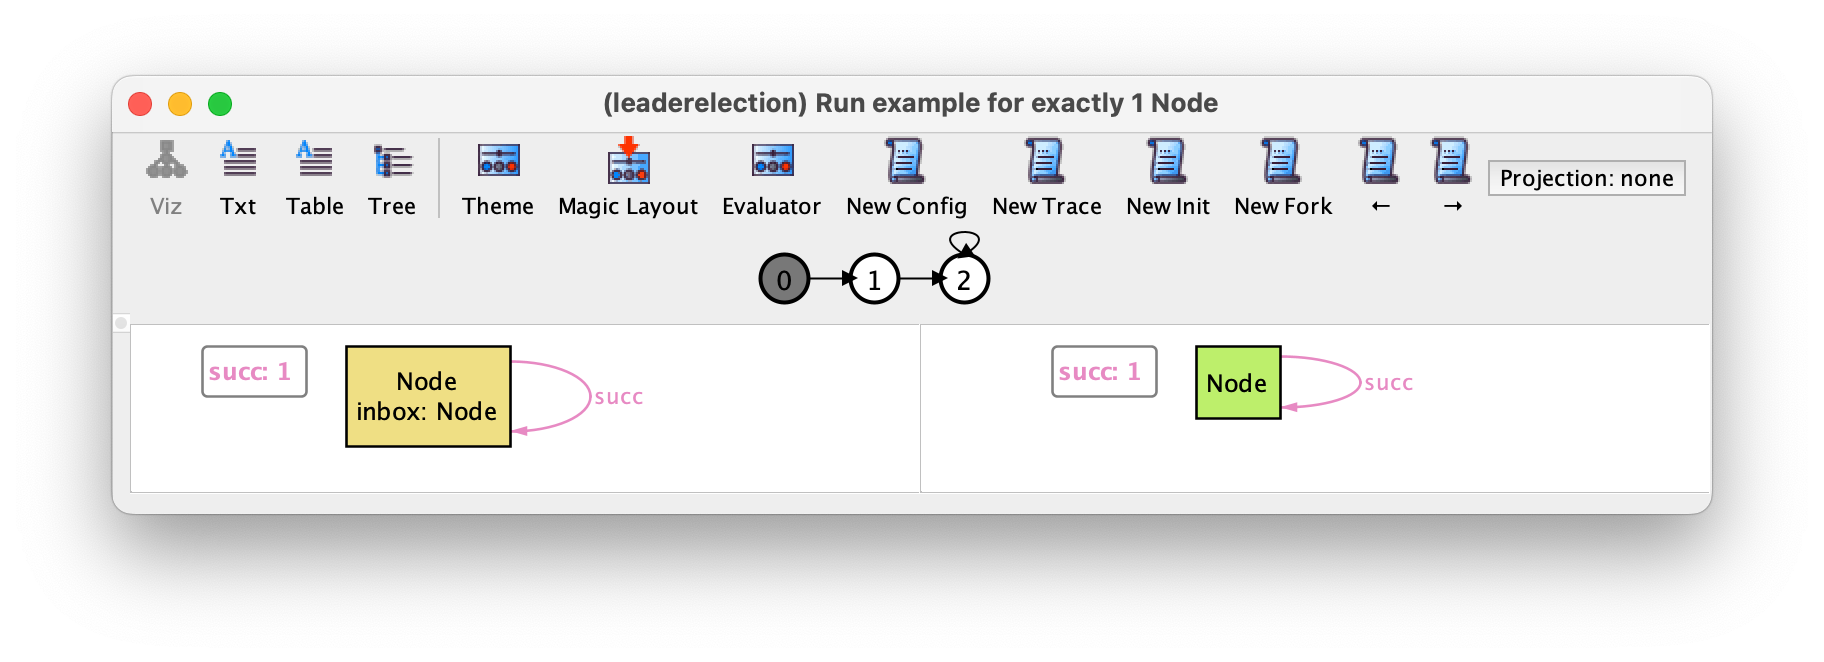 (leaderelection) Run example for exactly 1 Node
Viz Txt Table Tree Theme Magic Layout Evaluator New Config New Trace New Init New Fork ← → Projection: none
0 1 2
succ: 1
Node
inbox: Node
succ
succ: 1
Node
succ